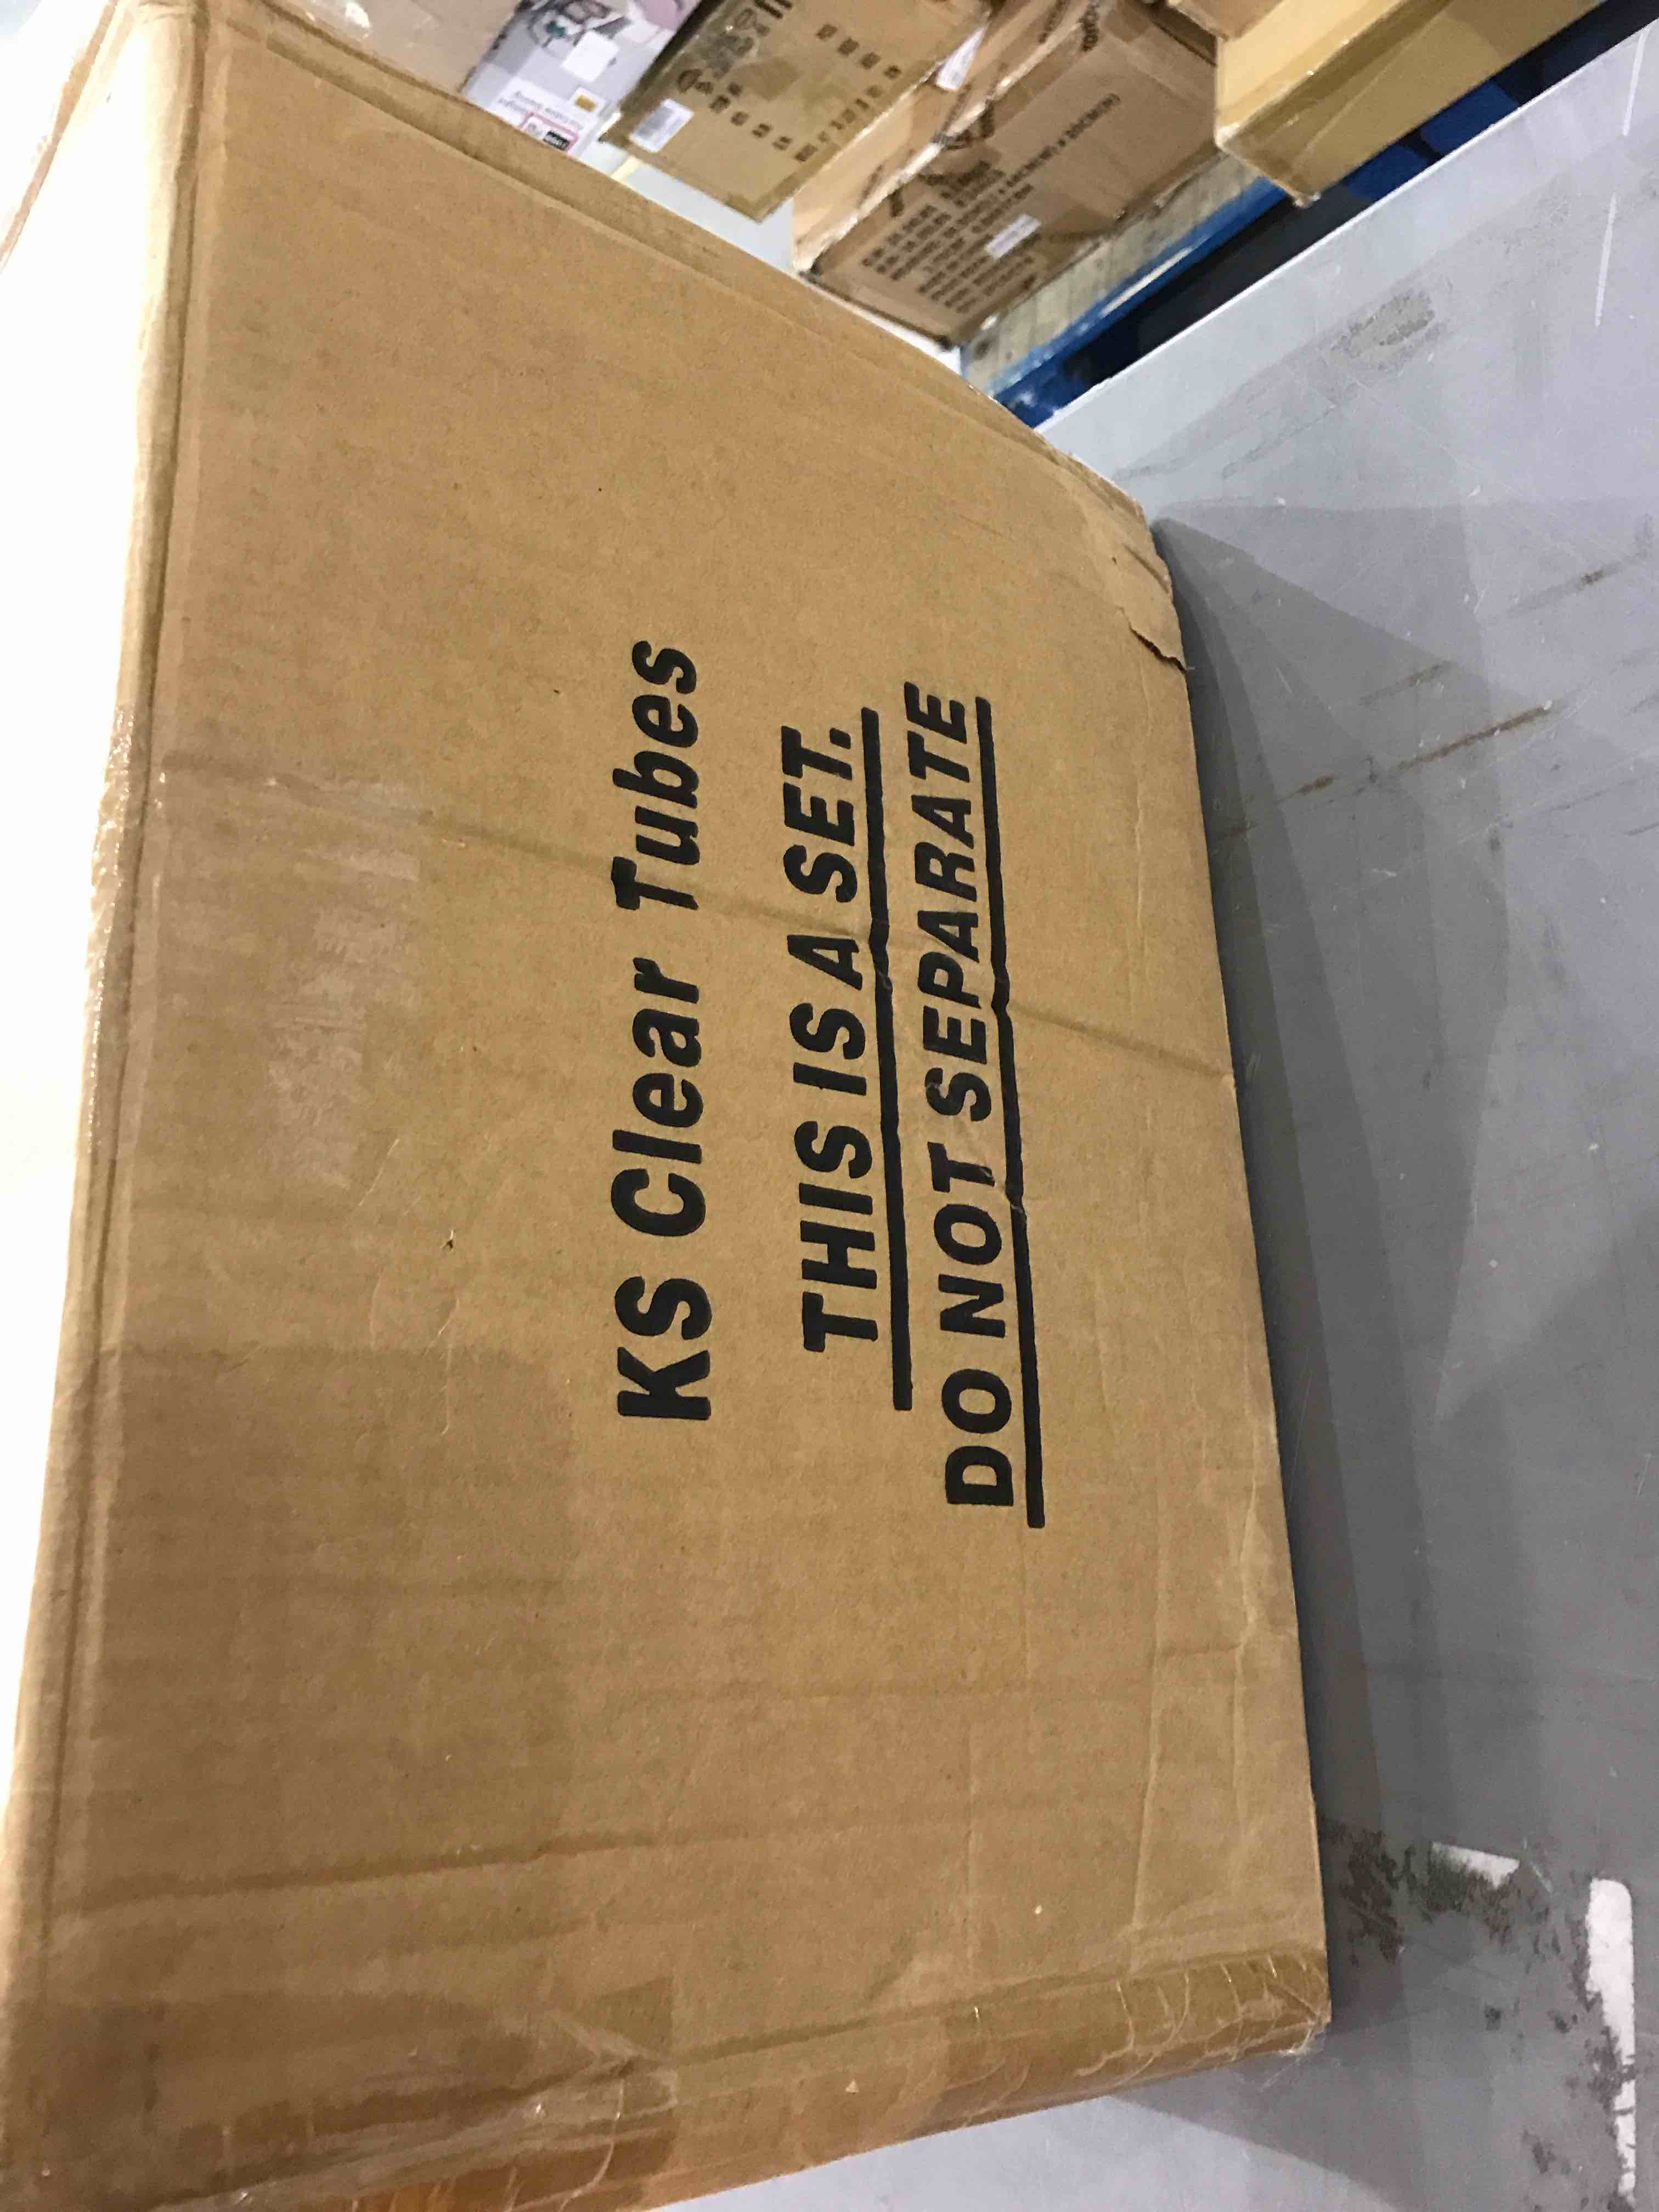 KS Clear Tubes
THIS IS A SET.
DO NOT SEPARATE